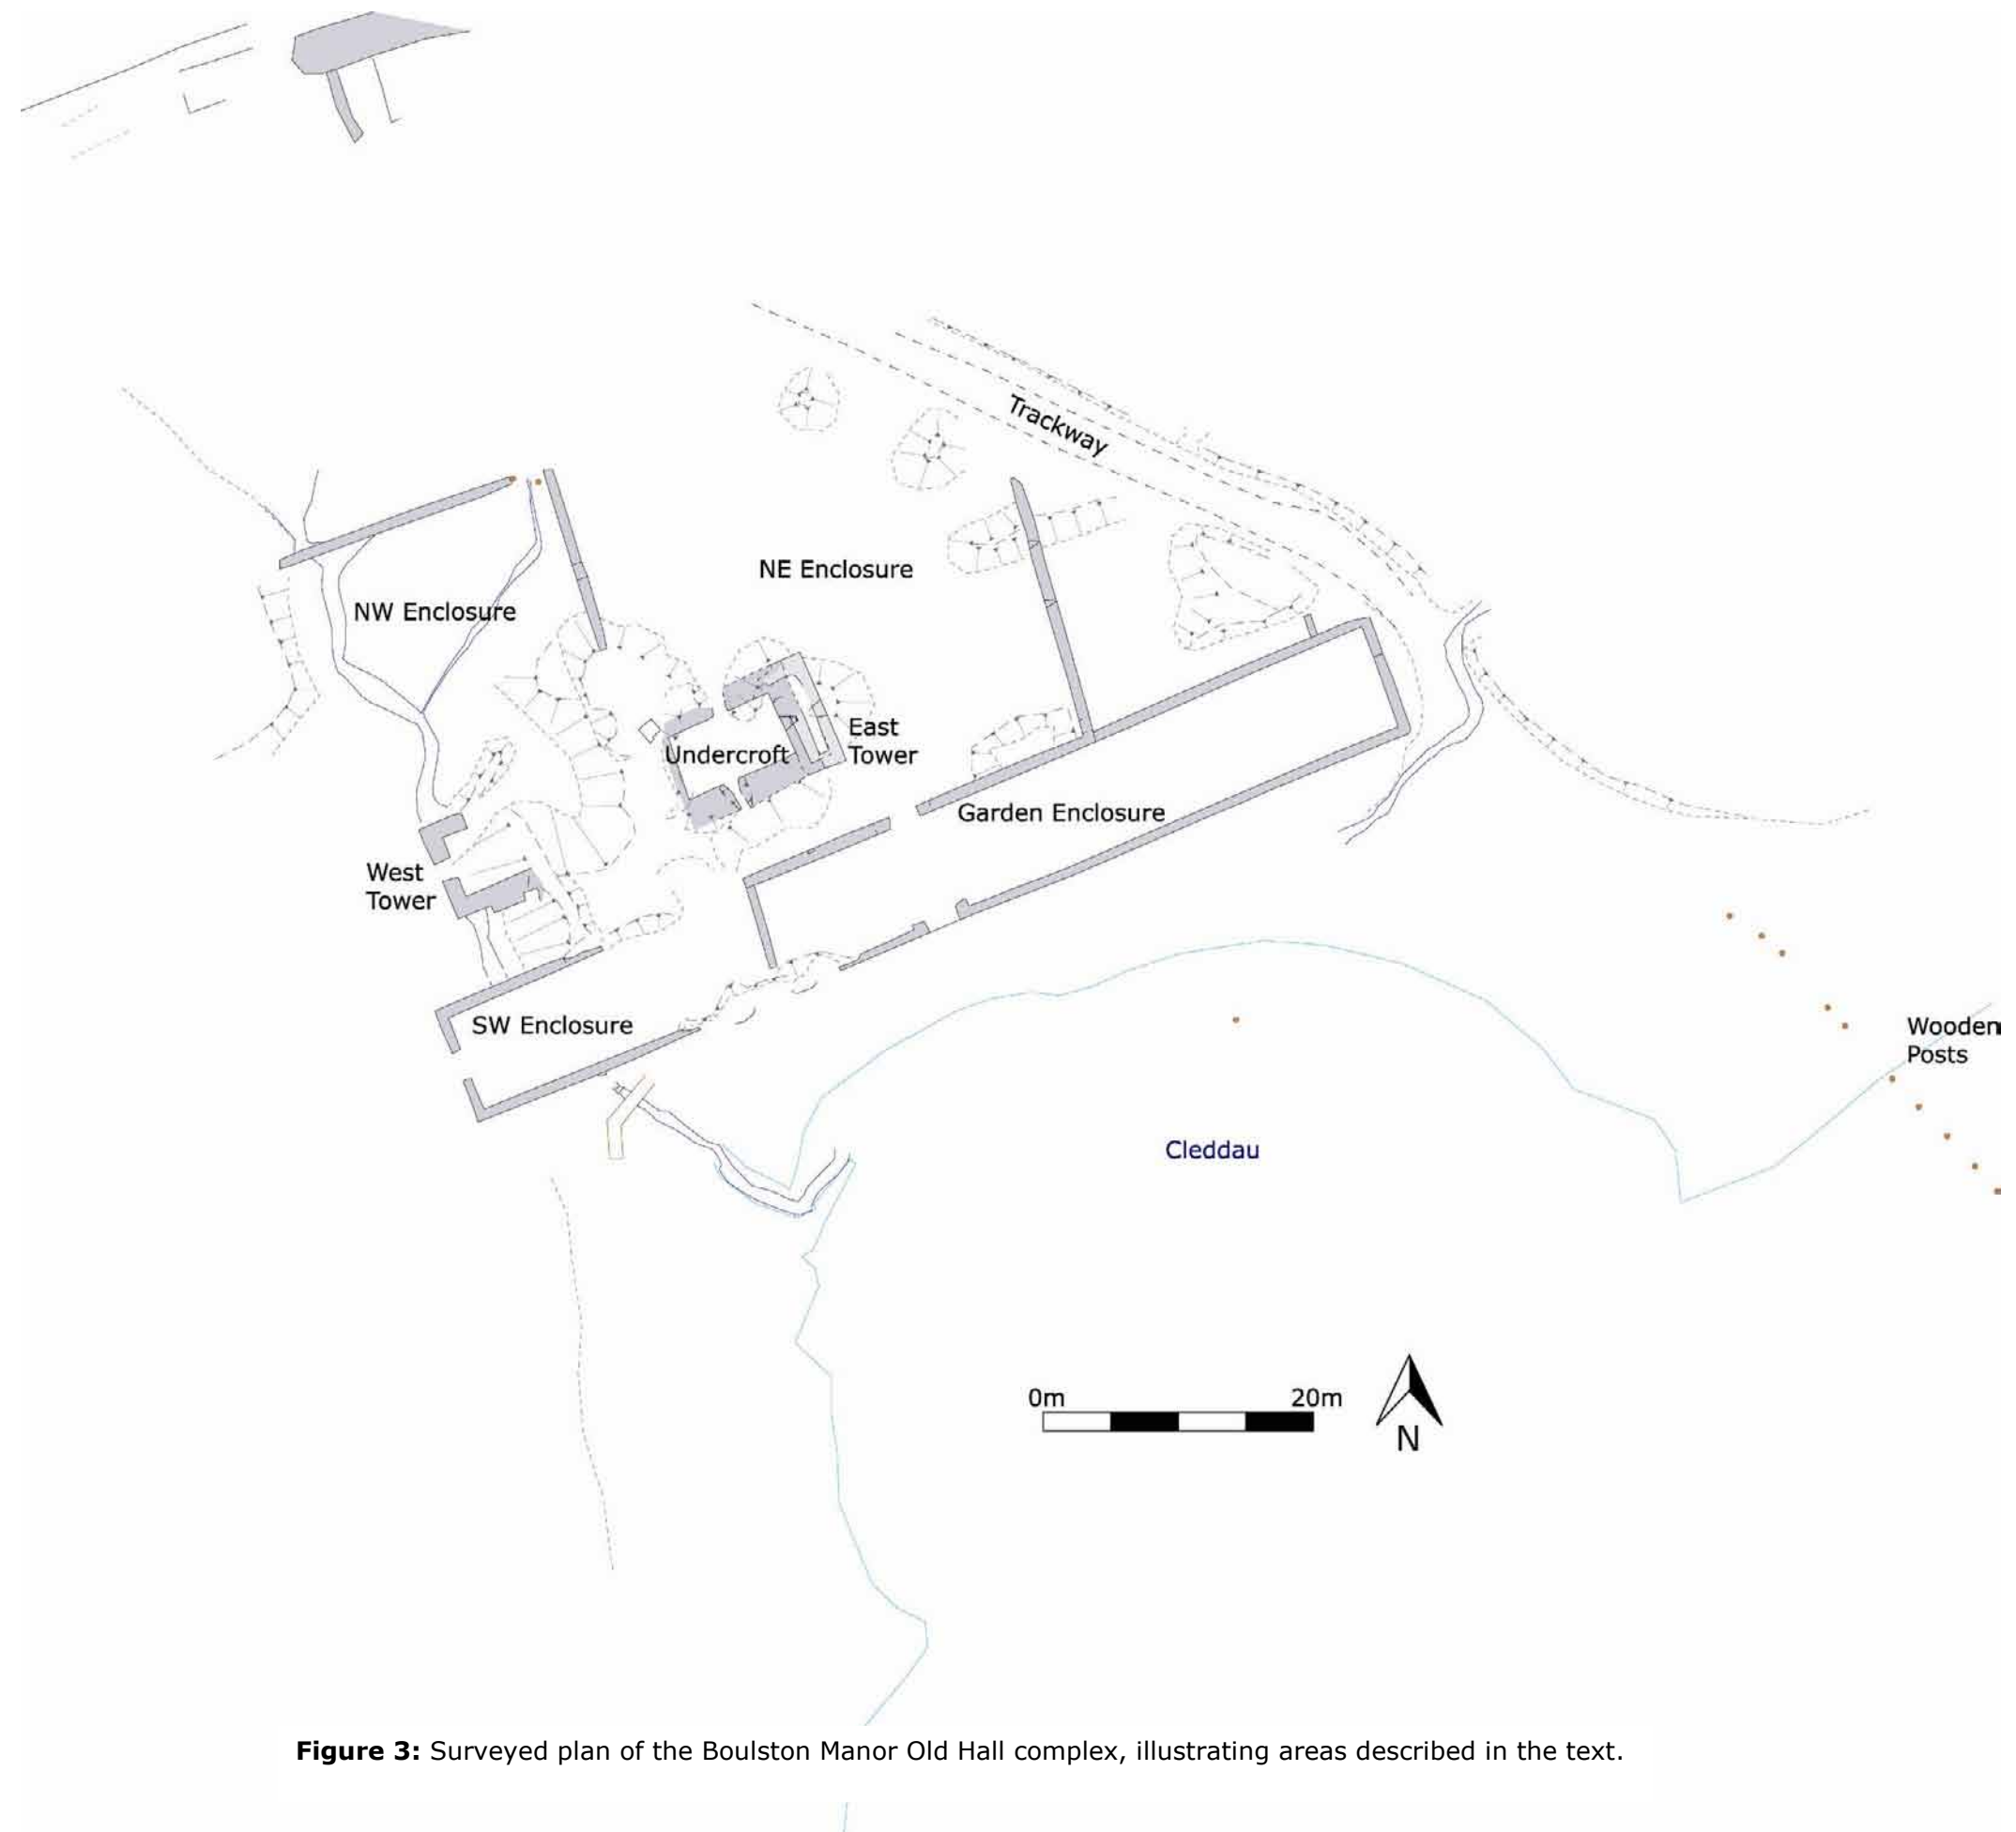 Trackway
NE Enclosure
NW Enclosure
East
Tower
Undercroft
Garden Enclosure
West
Tower
SW Enclosure
Wooden
Posts
Cleddau
0m 20m
N
Figure 3: Surveyed plan of the Boulston Manor Old Hall complex, illustrating areas described in the text.